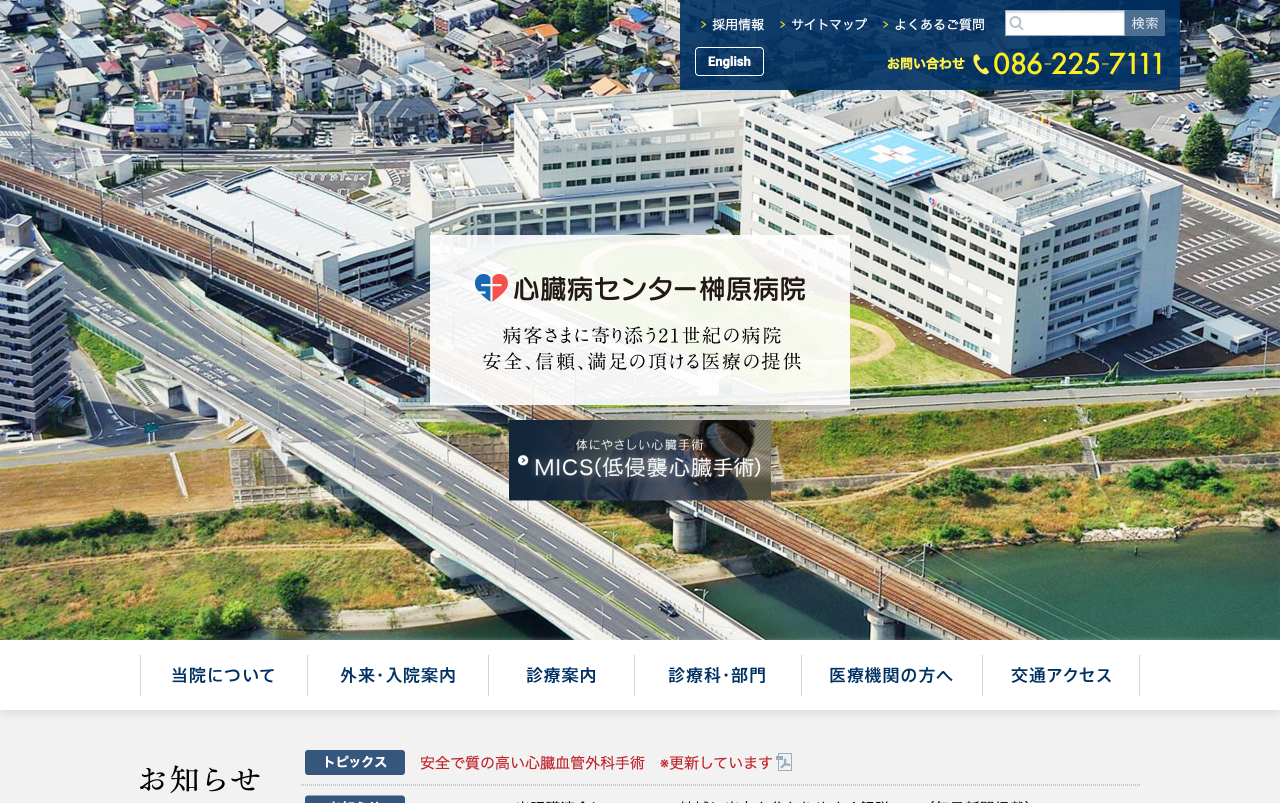 採用情報 サイトマップ よくあるご質問 検索
English お問い合わせ 086-225-7111
心臓病センター榊原病院
病客さまに寄り添う21世紀の病院
安全、信頼、満足の頂ける医療の提供
体にやさしい心臓手術
MICS(低侵襲心臓手術)
当院について 外来・入院案内 診療案内 診療科・部門 医療機関の方へ 交通アクセス
お知らせ
トピックス 安全で質の高い心臓血管外科手術 ※更新しています